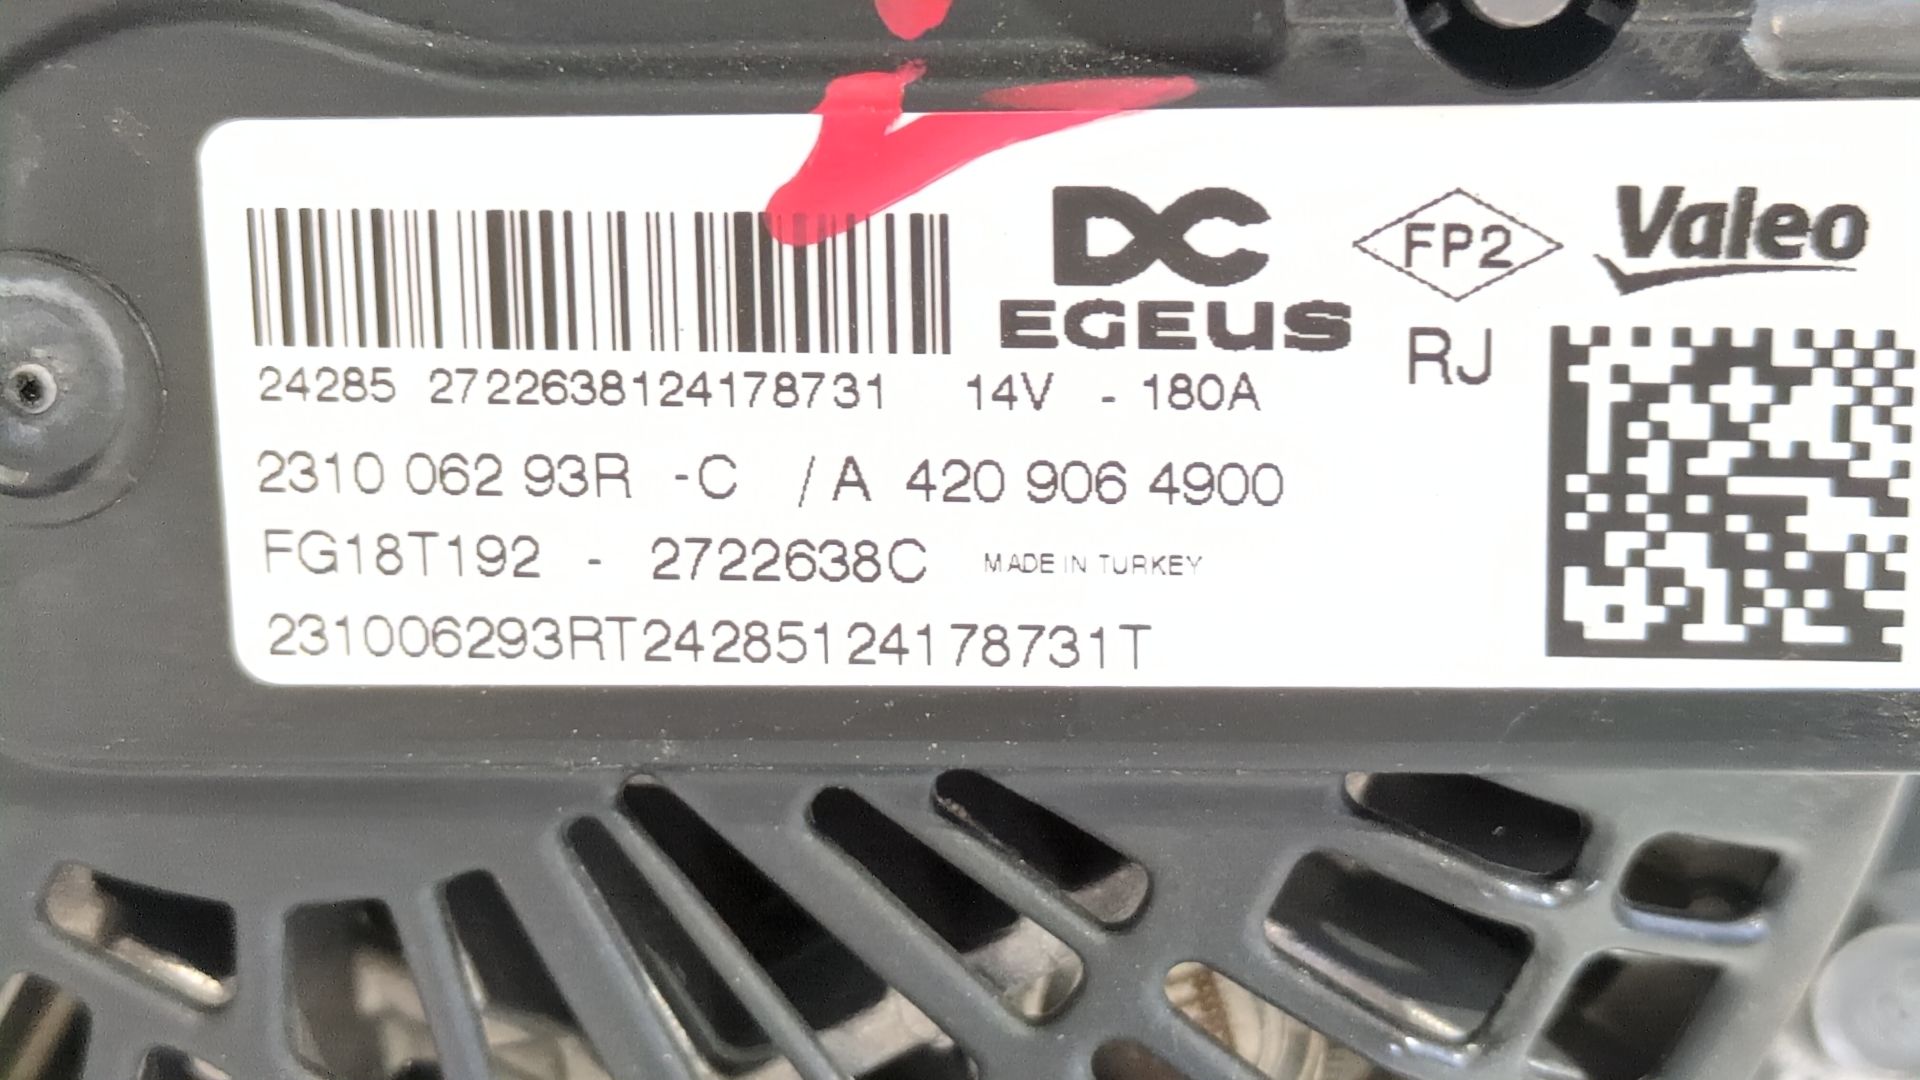 DC
EGEUS
FP2
RJ
Valeo
24285 2722638124178731 14V - 180A
2310 062 93R -C / A 420 906 4900
FG18T192 - 2722638C MADE IN TURKEY
231006293RT24285124178731T